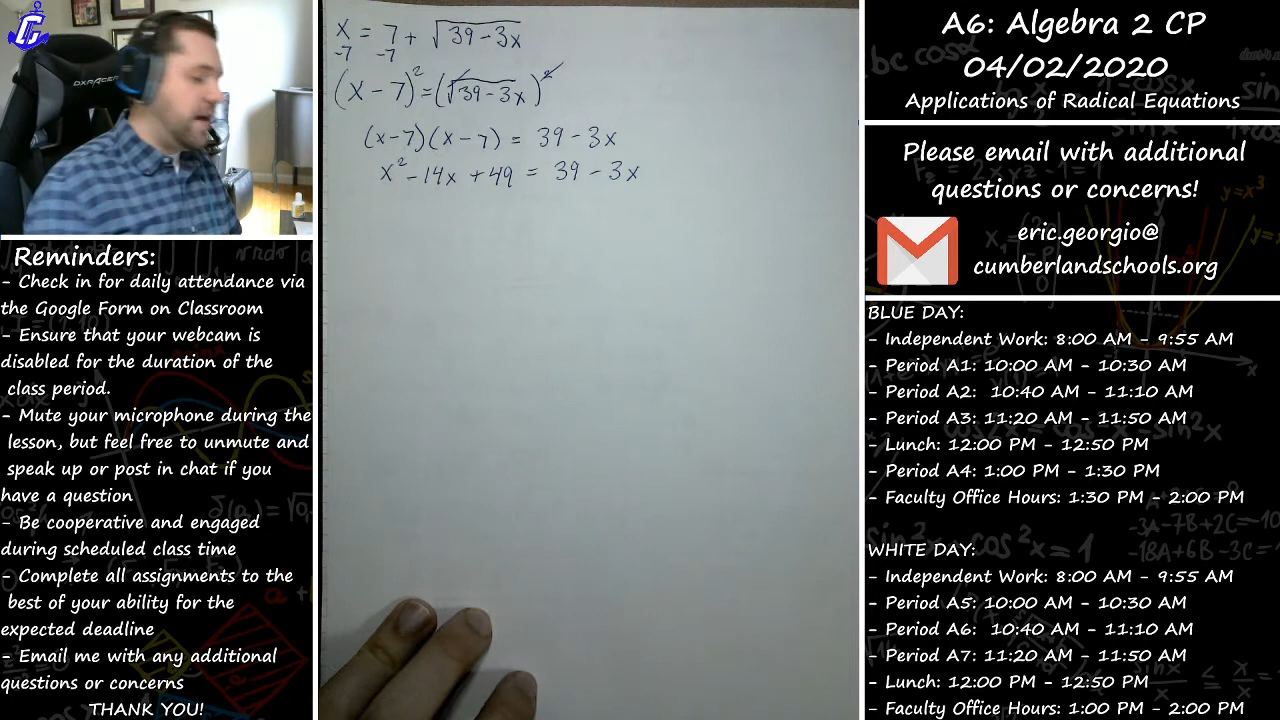 x = 7 + √39 - 3x
-7 -7
(x - 7)² = (√39 - 3x)²
(x - 7)(x - 7) = 39 - 3x
x² - 14x + 49 = 39 - 3x
DXRACER
Reminders:
- Check in for daily attendance via
the Google Form on Classroom
- Ensure that your webcam is
disabled for the duration of the
class period.
- Mute your microphone during the
lesson, but feel free to unmute and
speak up or post in chat if you
have a question
- Be cooperative and engaged
during scheduled class time
- Complete all assignments to the
best of your ability for the
expected deadline
- Email me with any additional
questions or concerns
THANK YOU!
A6: Algebra 2 CP
04/02/2020
Applications of Radical Equations
Please email with additional
questions or concerns!
eric.georgio@
cumberlandschools.org
BLUE DAY:
- Independent Work: 8:00 AM - 9:55 AM
- Period A1: 10:00 AM - 10:30 AM
- Period A2: 10:40 AM - 11:10 AM
- Period A3: 11:20 AM - 11:50 AM
- Lunch: 12:00 PM - 12:50 PM
- Period A4: 1:00 PM - 1:30 PM
- Faculty Office Hours: 1:30 PM - 2:00 PM
WHITE DAY:
- Independent Work: 8:00 AM - 9:55 AM
- Period A5: 10:00 AM - 10:30 AM
- Period A6: 10:40 AM - 11:10 AM
- Period A7: 11:20 AM - 11:50 AM
- Lunch: 12:00 PM - 12:50 PM
- Faculty Office Hours: 1:00 PM - 2:00 PM